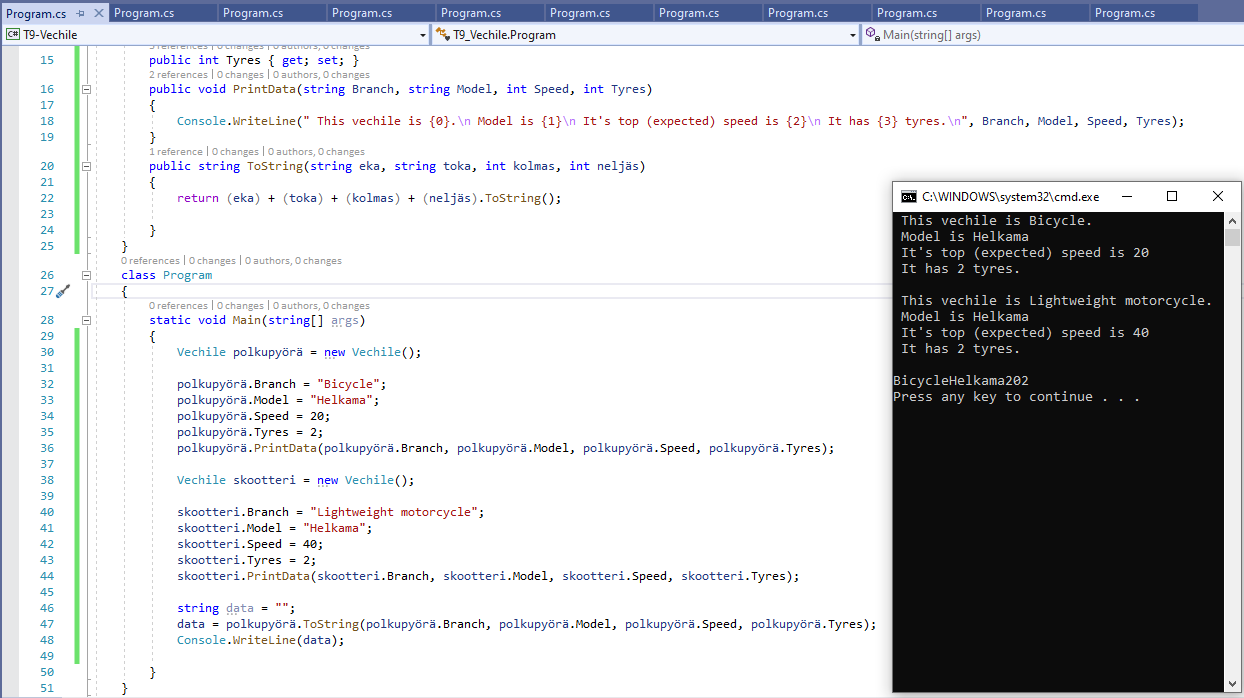 Program.cs Program.cs Program.cs Program.cs Program.cs Program.cs Program.cs Program.cs Program.cs Program.cs Program.cs
C# T9-Vechile T9_Vechile.Program Main(string[] args)
3 references | 0 changes | 0 authors, 0 changes
15 public int Tyres { get; set; }
2 references | 0 changes | 0 authors, 0 changes
16 public void PrintData(string Branch, string Model, int Speed, int Tyres)
17 {
18 Console.WriteLine(" This vechile is {0}.\n Model is {1}\n It's top (expected) speed is {2}\n It has {3} tyres.\n", Branch, Model, Speed, Tyres);
19 }
1 reference | 0 changes | 0 authors, 0 changes
20 public string ToString(string eka, string toka, int kolmas, int neljäs)
21 {
22 return (eka) + (toka) + (kolmas) + (neljäs).ToString();
23
24 }
25 }
0 references | 0 changes | 0 authors, 0 changes
26 class Program
27 {
0 references | 0 changes | 0 authors, 0 changes
28 static void Main(string[] args)
29 {
30 Vechile polkupyörä = new Vechile();
31
32 polkupyörä.Branch = "Bicycle";
33 polkupyörä.Model = "Helkama";
34 polkupyörä.Speed = 20;
35 polkupyörä.Tyres = 2;
36 polkupyörä.PrintData(polkupyörä.Branch, polkupyörä.Model, polkupyörä.Speed, polkupyörä.Tyres);
37
38 Vechile skootteri = new Vechile();
39
40 skootteri.Branch = "Lightweight motorcycle";
41 skootteri.Model = "Helkama";
42 skootteri.Speed = 40;
43 skootteri.Tyres = 2;
44 skootteri.PrintData(skootteri.Branch, skootteri.Model, skootteri.Speed, skootteri.Tyres);
45
46 string data = "";
47 data = polkupyörä.ToString(polkupyörä.Branch, polkupyörä.Model, polkupyörä.Speed, polkupyörä.Tyres);
48 Console.WriteLine(data);
49
50 }
51 }
C:\WINDOWS\system32\cmd.exe
This vechile is Bicycle.
Model is Helkama
It's top (expected) speed is 20
It has 2 tyres.
This vechile is Lightweight motorcycle.
Model is Helkama
It's top (expected) speed is 40
It has 2 tyres.
BicycleHelkama202
Press any key to continue . . .